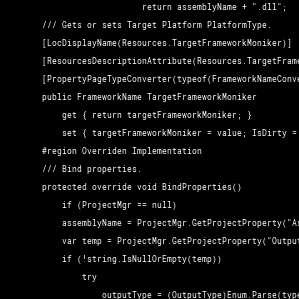 return assemblyName + ".dll";
/// Gets or sets Target Platform PlatformType.
[LocDisplayName(Resources.TargetFrameworkMoniker)]
[ResourcesDescriptionAttribute(Resources.TargetFrame
[PropertyPageTypeConverter(typeof(FrameworkNameConve
public FrameworkName TargetFrameworkMoniker
get { return targetFrameworkMoniker; }
set { targetFrameworkMoniker = value; IsDirty =
#region Overriden Implementation
/// Bind properties.
protected override void BindProperties()
if (ProjectMgr == null)
assemblyName = ProjectMgr.GetProjectProperty("As
var temp = ProjectMgr.GetProjectProperty("Output
if (!string.IsNullOrEmpty(temp))
try
outputType = (OutputType)Enum.Parse(type